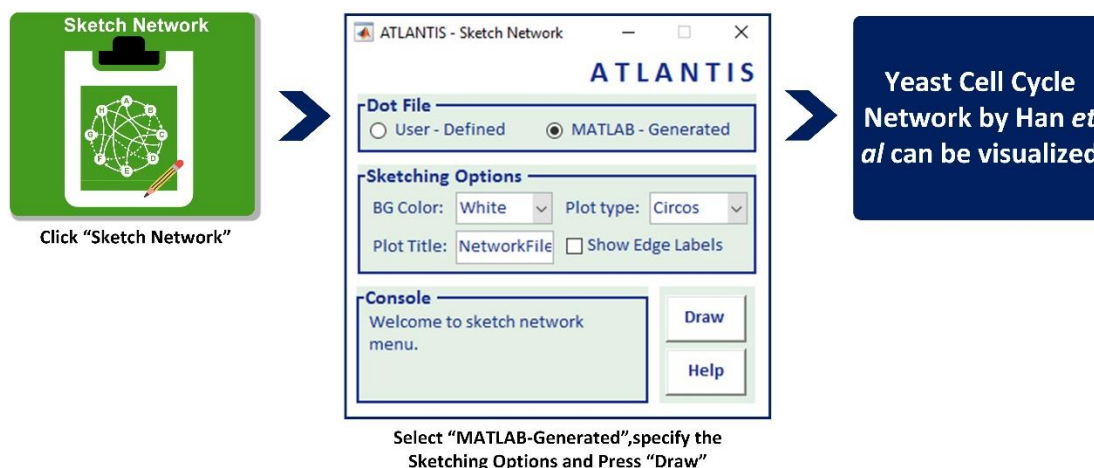 Sketch Network
A
B
C
D
E
F
G
H
Click “Sketch Network”
ATLANTIS - Sketch Network
ATLANTIS
Dot File
User - Defined MATLAB - Generated
Sketching Options
BG Color: White Plot type: Circos
Plot Title: NetworkFile Show Edge Labels
Console
Welcome to sketch network
menu.
Draw
Help
Select “MATLAB-Generated”,specify the
Sketching Options and Press “Draw”
Yeast Cell Cycle
Network by Han et
al can be visualized